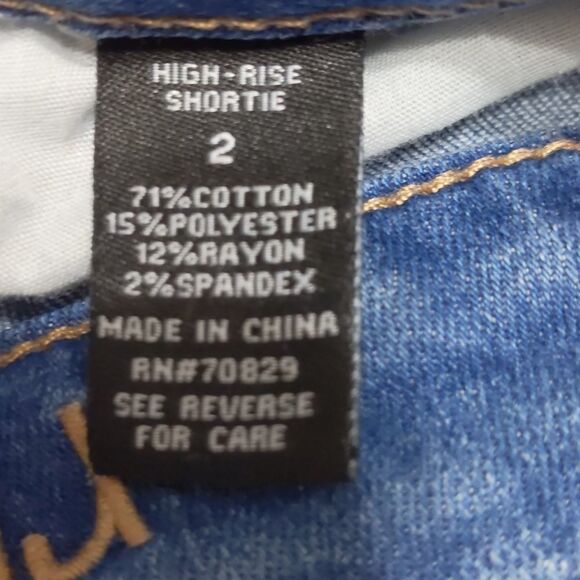 HIGH-RISE
SHORTIE
2
71%COTTON
15%POLYESTER
12%RAYON
2%SPANDEX
MADE IN CHINA
RN#70829
SEE REVERSE
FOR CARE